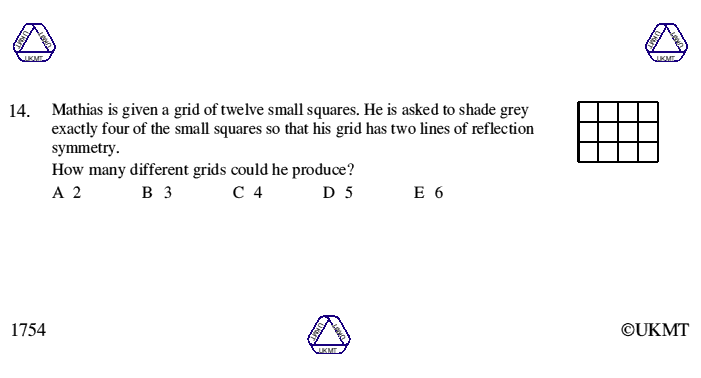 UKMT UKMT UKMT
UKMT UKMT UKMT
14. Mathias is given a grid of twelve small squares. He is asked to shade grey
exactly four of the small squares so that his grid has two lines of reflection
symmetry.
How many different grids could he produce?
A 2 B 3 C 4 D 5 E 6
1754
UKMT UKMT UKMT
©UKMT